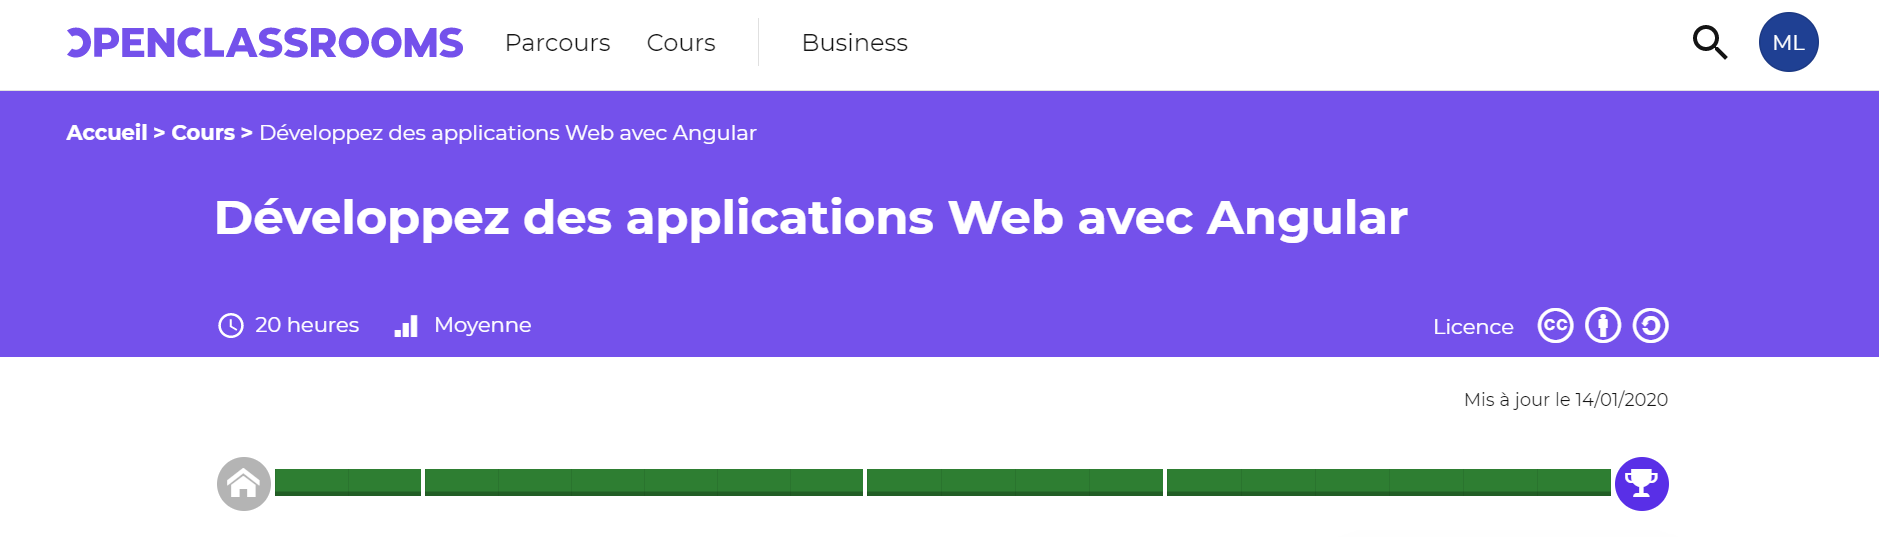 OPENCLASSROOMS Parcours Cours Business ML
Accueil > Cours > Développez des applications Web avec Angular
Développez des applications Web avec Angular
20 heures Moyenne Licence cc
Mis à jour le 14/01/2020